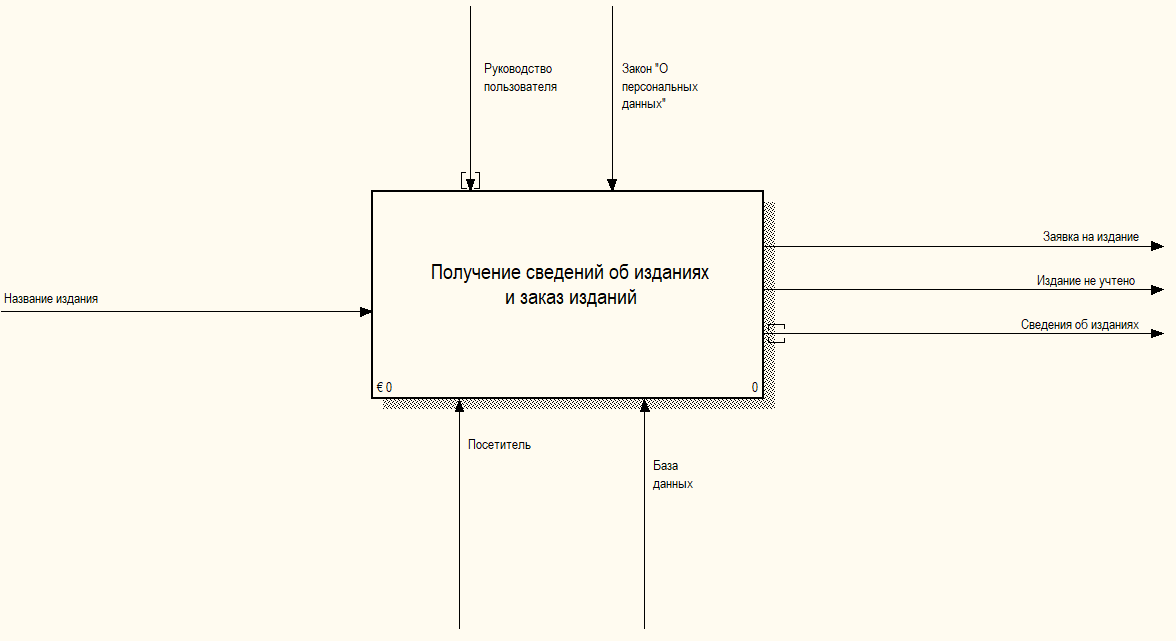 Руководство
пользователя
Закон "О
персональных
данных"
Название издания
Получение сведений об изданиях
и заказ изданий
€ 0
0
Заявка на издание
Издание не учтено
Сведения об изданиях
Посетитель
База
данных